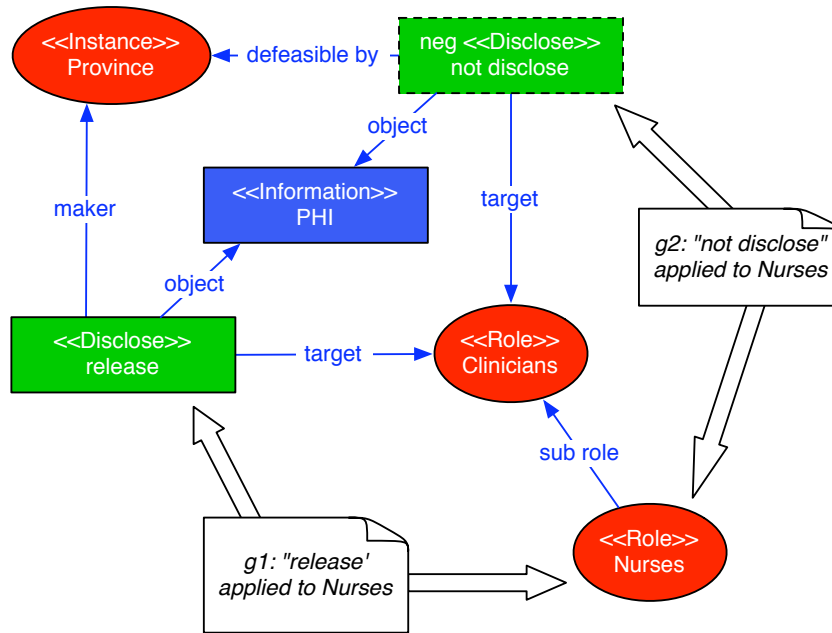 <<Instance>>
Province
defeasible by
neg <<Disclose>>
not disclose
object
<<Information>>
PHI
maker
target
g2: "not disclose"
applied to Nurses
object
<<Disclose>>
release
target
<<Role>>
Clinicians
sub role
<<Role>>
Nurses
g1: "release'
applied to Nurses